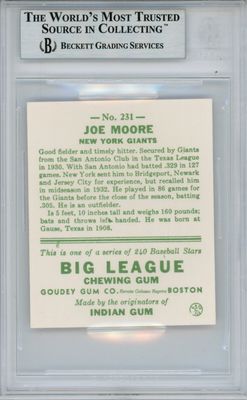 THE WORLD'S MOST TRUSTED
SOURCE IN COLLECTING™
BECKETT GRADING SERVICES
No. 231
JOE MOORE
NEW YORK GIANTS
Good fielder and timely hitter. Secured by Giants
from the San Antonio Club in the Texas League
in 1930. With San Antonio had batted .329 in 127
games. New York sent him to Bridgeport, Newark
and Jersey City for experience, but recalled him
in midseason in 1932. He played in 86 games for
the Giants before the close of the season, batting
.305. He is an outfielder.
Is 5 feet, 10 inches tall and weighs 160 pounds;
bats and throws left handed. He was born at
Gause, Texas in 1908.
This is one of a series of 240 Baseball Stars
BIG LEAGUE
CHEWING GUM
GOUDEY GUM CO. BOSTON
Made by the originators of
INDIAN GUM